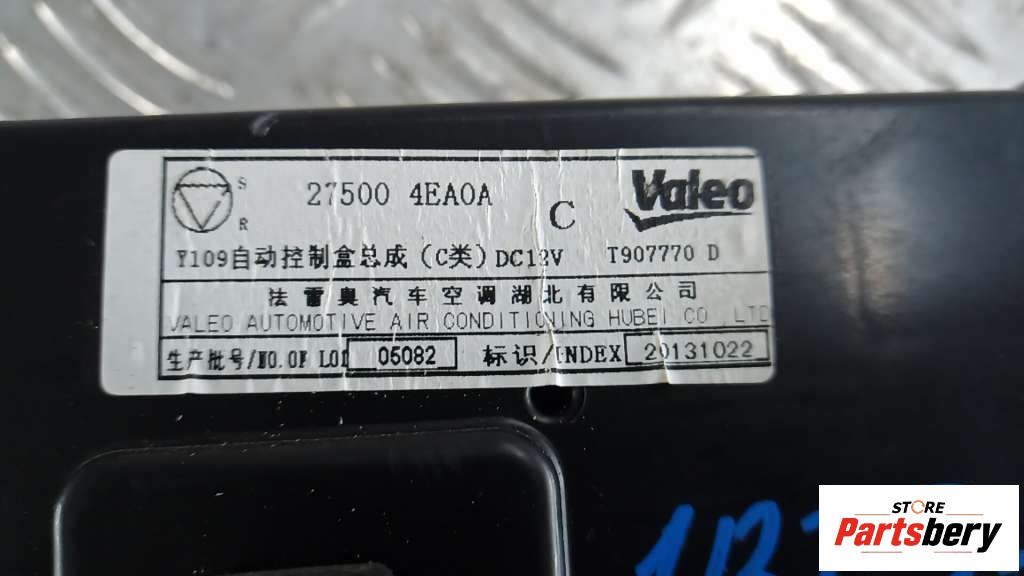 S
R
27500 4EA0A
C
Valeo
Y109自动控制盒总成(C类)DC12V T907770 D
法雷奥汽车空调湖北有限公司
VALEO AUTOMOTIVE AIR CONDITIONING HUBEI CO.,LTD
生产批号/NO.OF LOT 05082 标识/INDEX 20131022
STORE
Partsbery